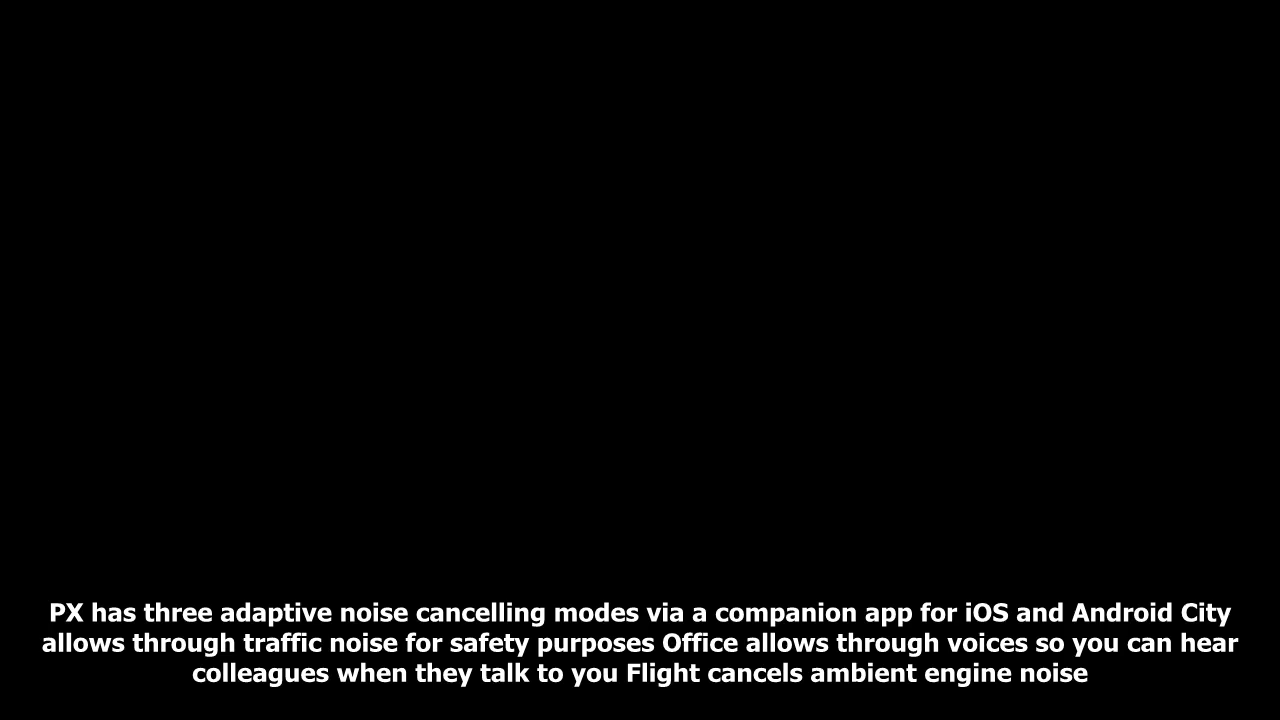 PX has three adaptive noise cancelling modes via a companion app for iOS and Android City
allows through traffic noise for safety purposes Office allows through voices so you can hear
colleagues when they talk to you Flight cancels ambient engine noise